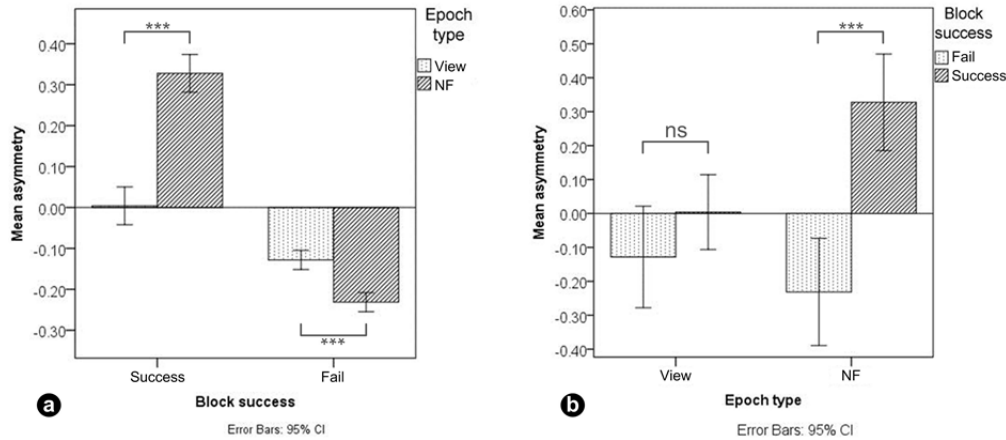 Epoch
type
View
NF
***
***
0.40
0.30
0.20
0.10
0.00
-0.10
-0.20
-0.30
Mean asymmetry
Success
Fail
Block success
Error Bars: 95% CI
a
Block
success
Fail
Success
***
ns
0.60
0.50
0.40
0.30
0.20
0.10
0.00
-0.10
-0.20
-0.30
-0.40
Mean asymmetry
View
NF
Epoch type
Error Bars: 95% CI
b